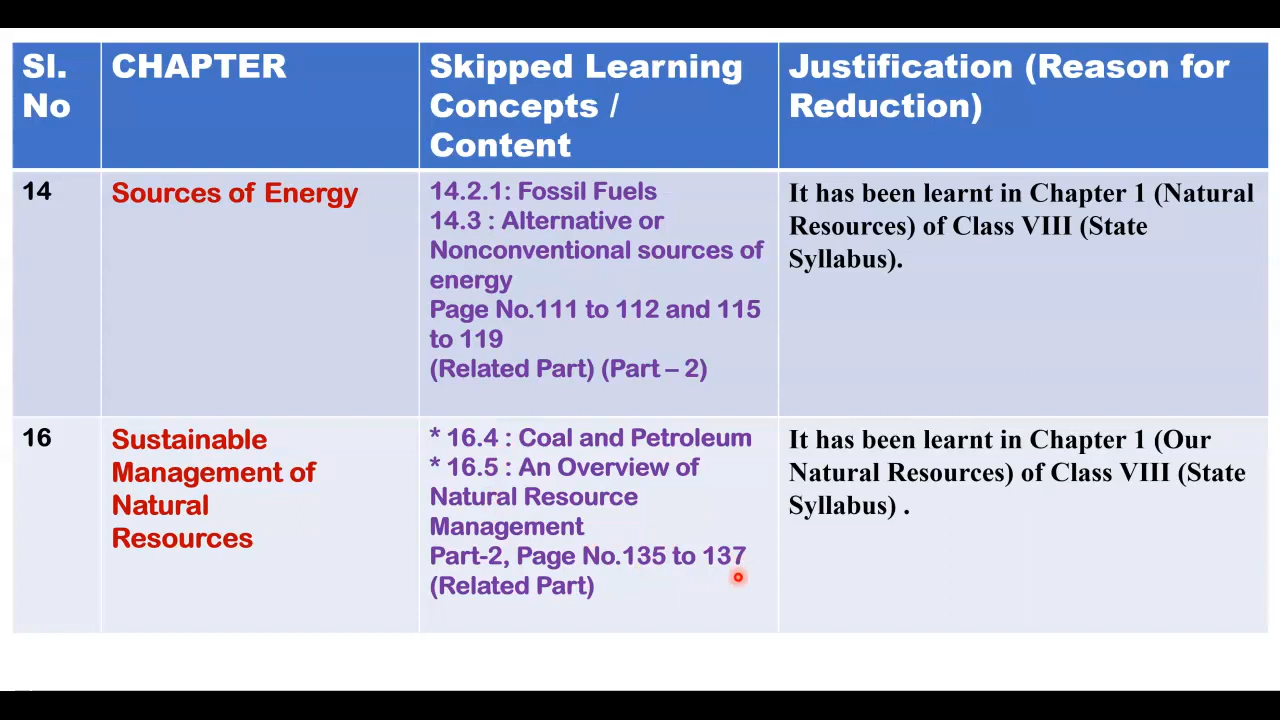 Sl. No
CHAPTER
Skipped Learning
Concepts /
Content
Justification (Reason for
Reduction)
14
Sources of Energy
14.2.1: Fossil Fuels
14.3 : Alternative or
Nonconventional sources of
energy
Page No.111 to 112 and 115
to 119
(Related Part) (Part – 2)
It has been learnt in Chapter 1 (Natural
Resources) of Class VIII (State
Syllabus).
16
Sustainable
Management of
Natural
Resources
* 16.4 : Coal and Petroleum
* 16.5 : An Overview of
Natural Resource
Management
Part-2, Page No.135 to 137
(Related Part)
It has been learnt in Chapter 1 (Our
Natural Resources) of Class VIII (State
Syllabus) .